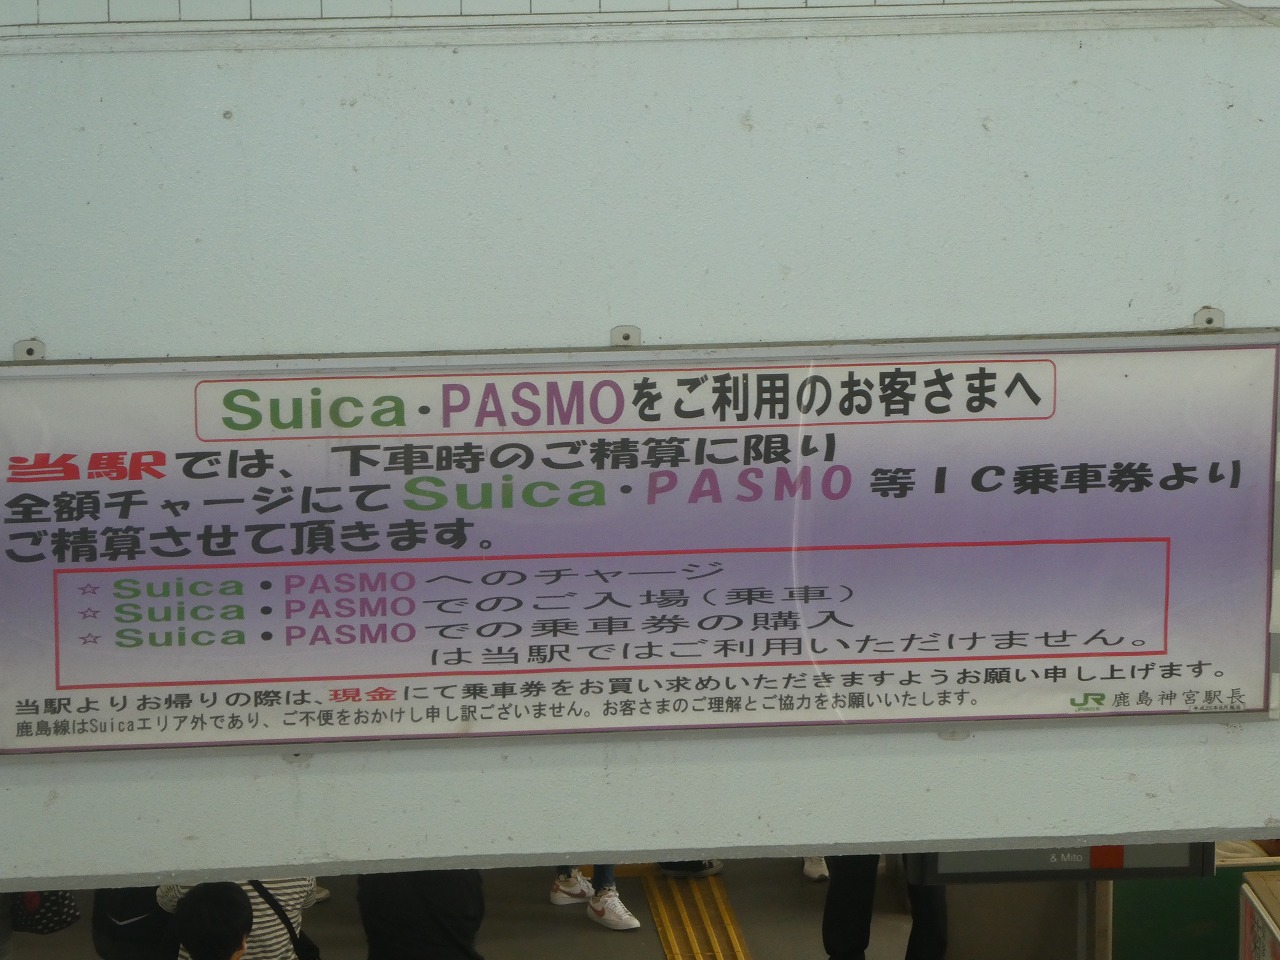 Suica・PASMOをご利用のお客さまへ
当駅では、下車時のご精算に限り
全額チャージにてSuica・PASMO等IC乗車券より
ご精算させて頂きます。
☆Suica・PASMOへのチャージ
☆Suica・PASMOでのご入場(乗車)
☆Suica・PASMOでの乗車券の購入
は当駅ではご利用いただけません。
当駅よりお帰りの際は、現金にて乗車券をお買い求めいただきますようお願い申し上げます。
鹿島線はSuicaエリア外であり、ご不便をおかけし申し訳ございません。お客さまのご理解とご協力をお願いいたします。
JR 鹿島神宮駅長
& Mito